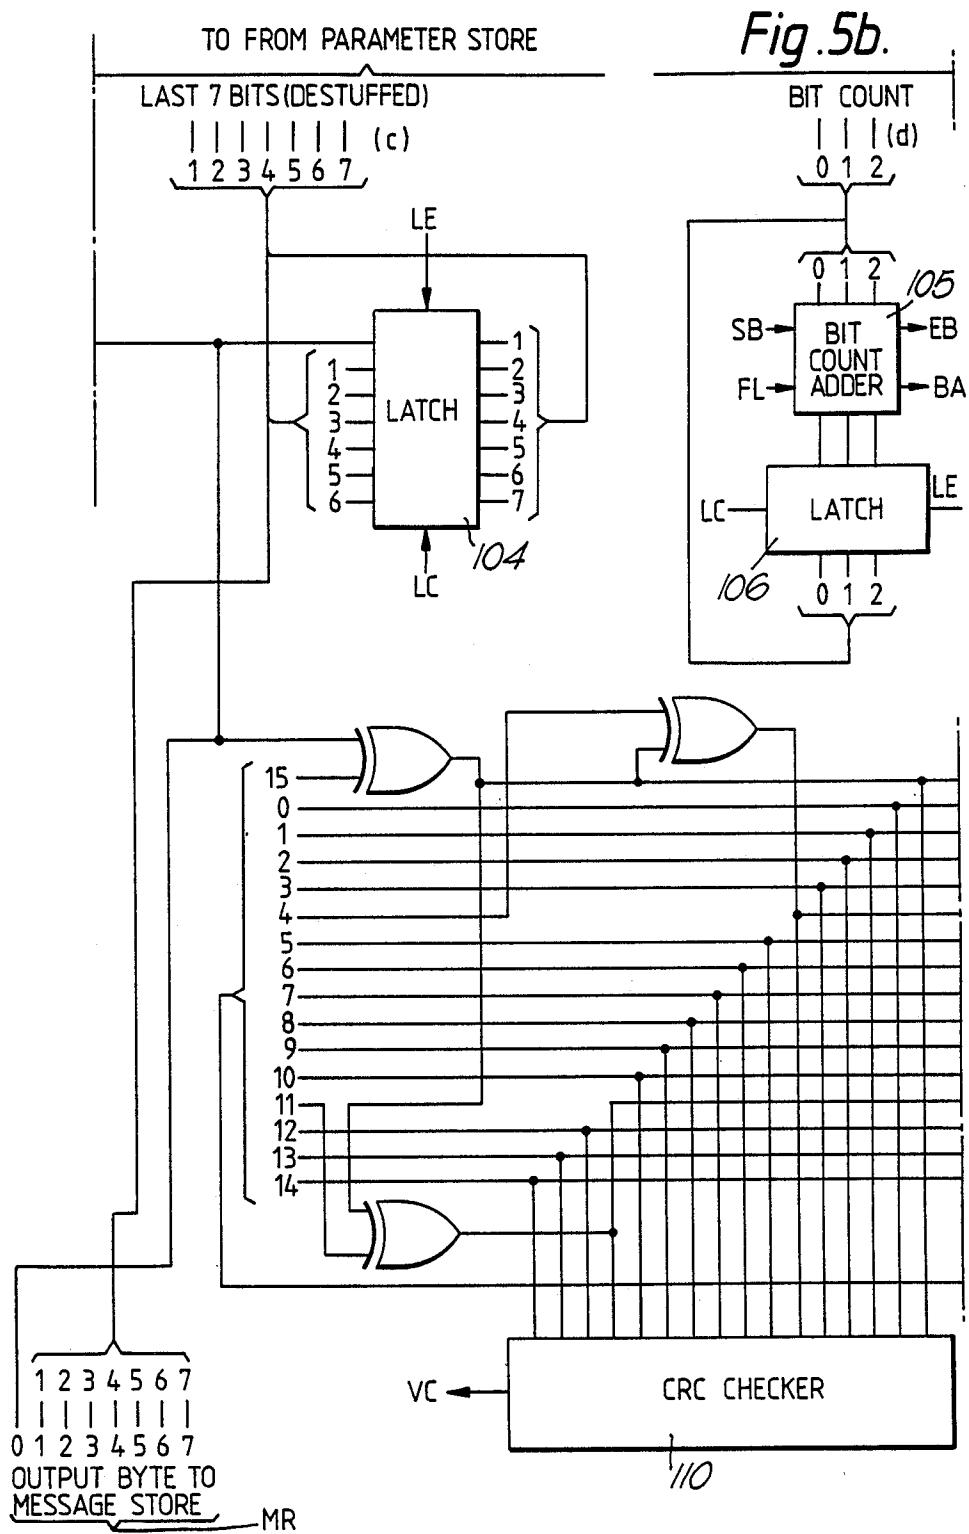 TO FROM PARAMETER STORE
Fig.5b.
LAST 7 BITS (DESTUFFED)
(c)
1 2 3 4 5 6 7
BIT COUNT
(d)
0 1 2
LE
LATCH
1
2
3
4
5
6
1
2
3
4
5
6
7
LC
104
0 1 2
105
SB
FL
BIT
COUNT
ADDER
EB
BA
LC
LATCH
LE
106
0 1 2
15
0
1
2
3
4
5
6
7
8
9
10
11
12
13
14
VC
CRC CHECKER
110
1 2 3 4 5 6 7
0 1 2 3 4 5 6 7
OUTPUT BYTE TO
MESSAGE STORE
MR